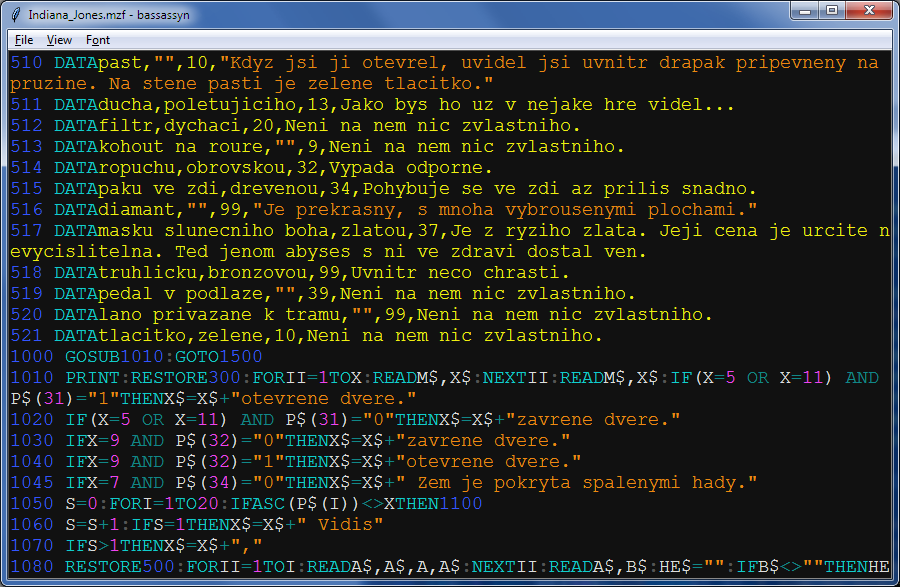 Indiana_Jones.mzf - bassassyn
File View Font
510 DATApast,"",10,"Kdyz jsi ji otevrel, uvidel jsi uvnitr drapak pripevneny na
pruzine. Na stene pasti je zelene tlacitko."
511 DATAducha,poletujiciho,13,Jako bys ho uz v nejake hre videl...
512 DATAfiltr,dychaci,20,Neni na nem nic zvlastniho.
513 DATAkohout na roure,"",9,Neni na nem nic zvlastniho.
514 DATAropuchu,obrovskou,32,Vypada odporne.
515 DATApaku ve zdi,drevenou,34,Pohybuje se ve zdi az prilis snadno.
516 DATAdiamant,"",99,"Je prekrasny, s mnoha vybrousenymi plochami."
517 DATAmasku slunecniho boha,zlatou,37,Je z ryziho zlata. Jeji cena je urcite n
evycislitelna. Ted jenom abyses s ni ve zdravi dostal ven.
518 DATAtruhlicku,bronzovou,99,Uvnitr neco chrasti.
519 DATApedal v podlaze,"",39,Neni na nem nic zvlastniho.
520 DATAlano privazane k tramu,"",99,Neni na nem nic zvlastniho.
521 DATAtlacitko,zelene,10,Neni na nem nic zvlastniho.
1000 GOSUB1010:GOTO1500
1010 PRINT:RESTORE300:FORII=1TOX:READM$,X$:NEXTII:READM$,X$:IF(X=5 OR X=11) AND
P$(31)="1"THENX$=X$+"otevrene dvere."
1020 IF(X=5 OR X=11) AND P$(31)="0"THENX$=X$+"zavrene dvere."
1030 IFX=9 AND P$(32)="0"THENX$=X$+"zavrene dvere."
1040 IFX=9 AND P$(32)="1"THENX$=X$+"otevrene dvere."
1045 IFX=7 AND P$(34)="0"THENX$=X$+" Zem je pokryta spalenymi hady."
1050 S=0:FORI=1TO20:IFASC(P$(I))<>XTHEN1100
1060 S=S+1:IFS=1THENX$=X$+" Vidis"
1070 IFS>1THENX$=X$+","
1080 RESTORE500:FORII=1TOI:READA$,A$,A,A$:NEXTII:READA$,B$:HE$="":IFB$<>""THENHE